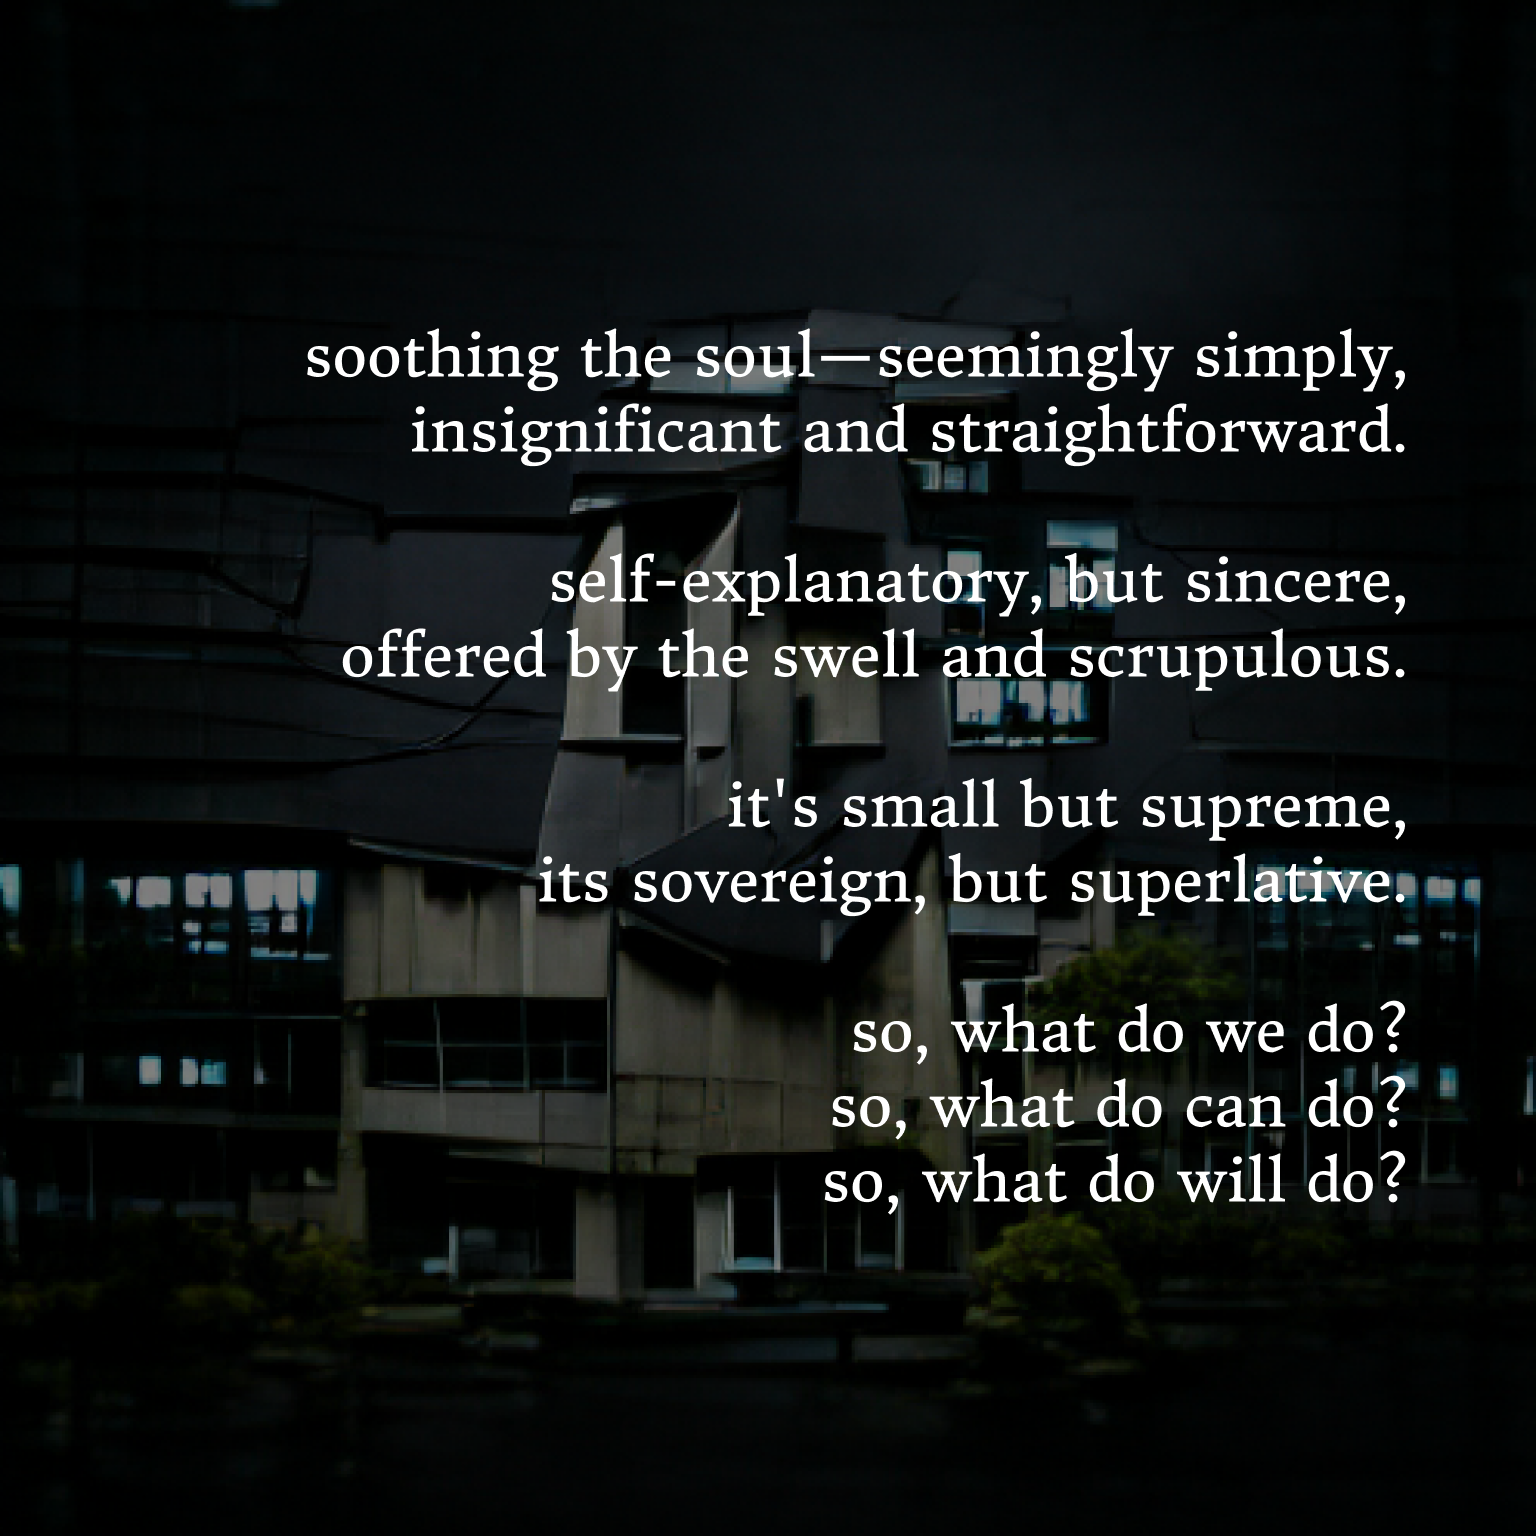 soothing the soul—seemingly simply,
insignificant and straightforward.
self-explanatory, but sincere,
offered by the swell and scrupulous.
it's small but supreme,
its sovereign, but superlative.
so, what do we do?
so, what do can do?
so, what do will do?